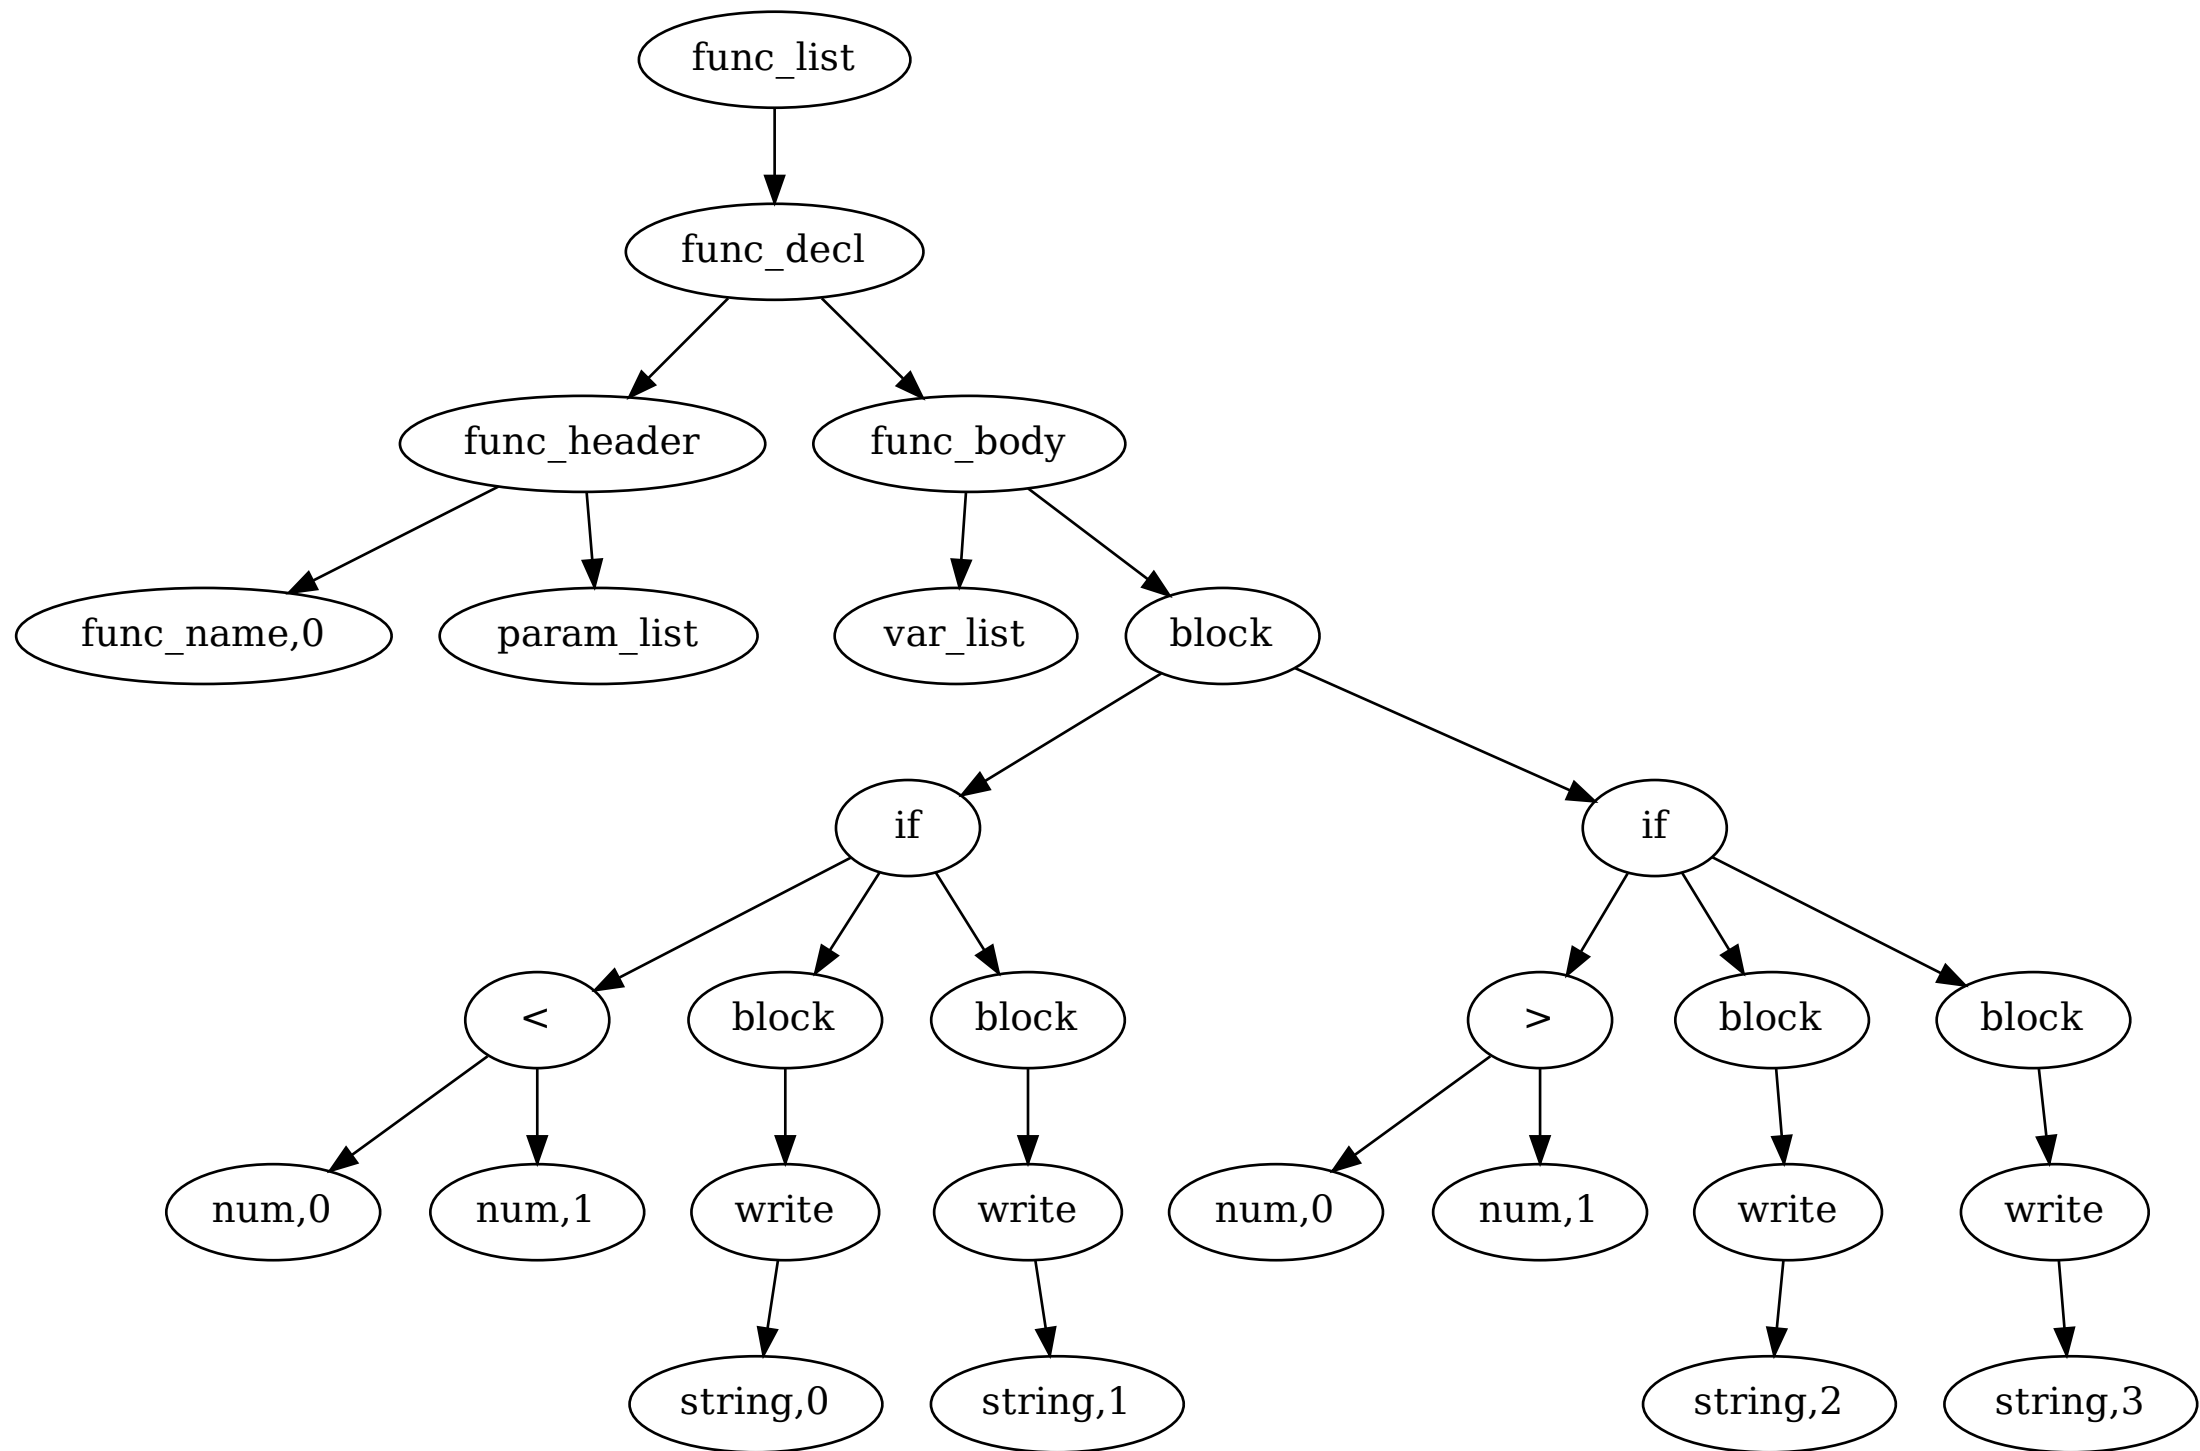 func_list
func_decl
func_header
func_body
func_name,0
param_list
var_list
block
if
if
<
block
block
>
block
block
num,0
num,1
write
write
num,0
num,1
write
write
string,0
string,1
string,2
string,3